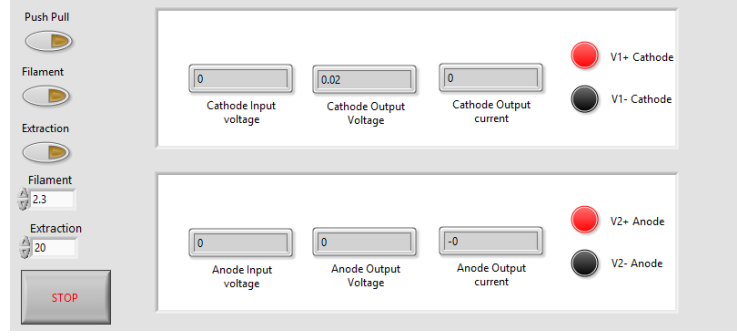 Push Pull
Filament
Extraction
Filament
2.3
Extraction
20
STOP
0
0.02
0
Cathode Input
voltage
Cathode Output
Voltage
Cathode Output
current
V1+ Cathode
V1- Cathode
0
0
-0
Anode Input
voltage
Anode Output
Voltage
Anode Output
current
V2+ Anode
V2- Anode